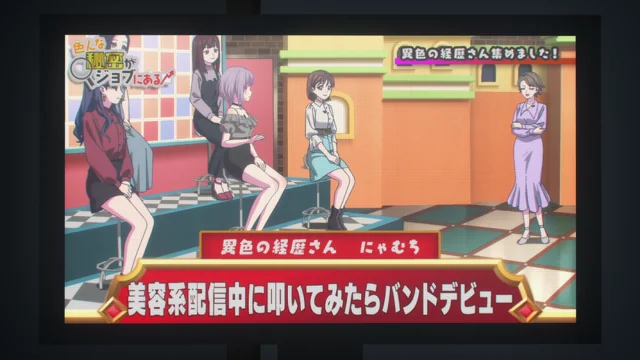 色んな
秘密が
ジョブにある
異色の経歴さん集めました!
異色の経歴さん にゃむち
美容系配信中に叩いてみたらバンドデビュー